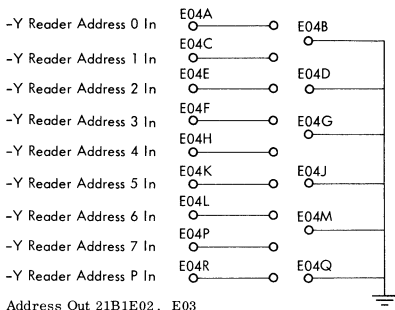 E04A
-Y Reader Address 0 In
E04B
E04C
-Y Reader Address 1 In
E04E
E04D
-Y Reader Address 2 In
E04F
-Y Reader Address 3 In
E04G
E04H
-Y Reader Address 4 In
E04K
E04J
-Y Reader Address 5 In
E04L
-Y Reader Address 6 In
E04M
E04P
-Y Reader Address 7 In
E04R
E04Q
-Y Reader Address P In
Address Out 21B1E02, E03